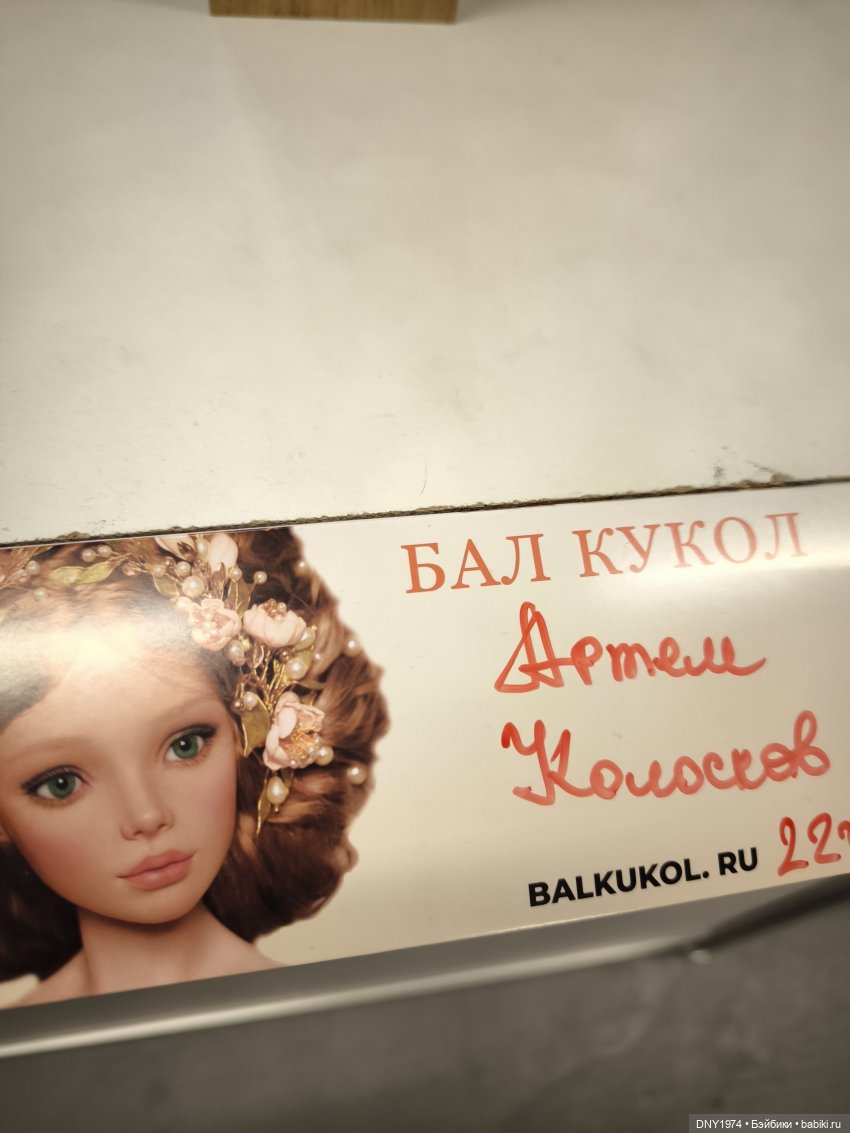 БАЛ КУКОЛ
Артем
Колосков
BALKUKOL. RU
DNY1974 • Бэйбики • babiki.ru